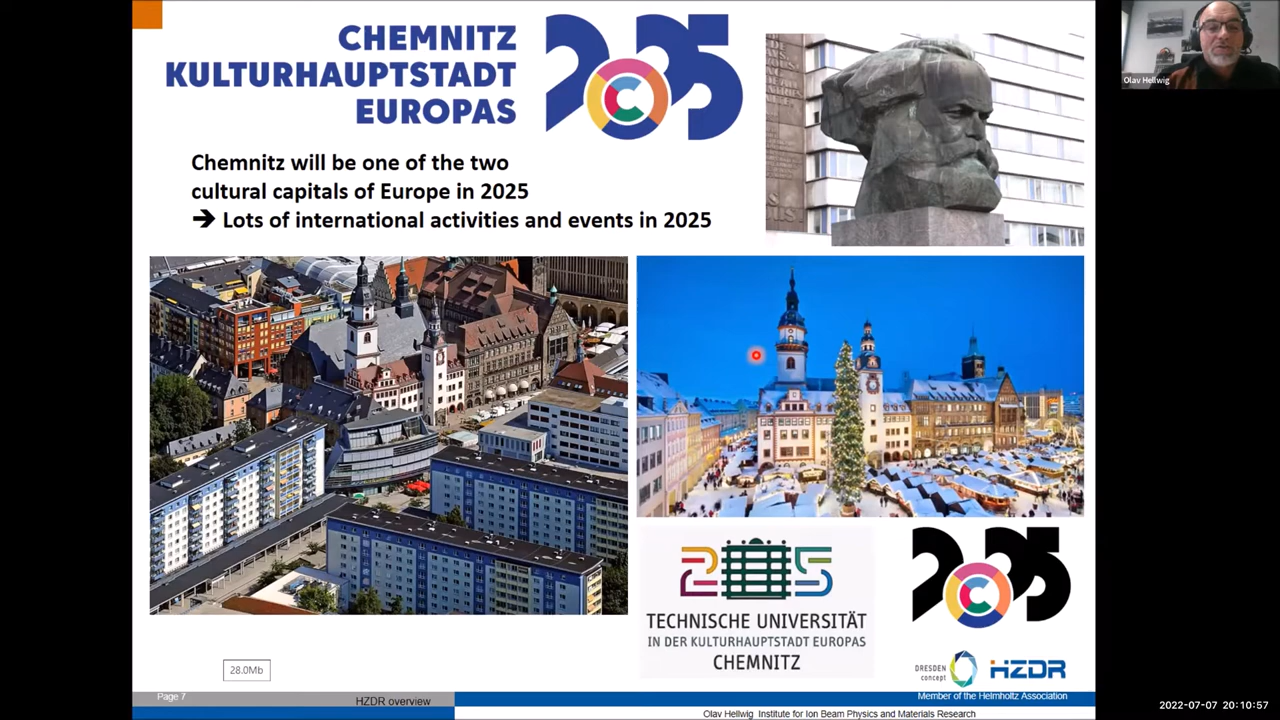 CHEMNITZ
KULTURHAUPTSTADT
EUROPAS
2025
Chemnitz will be one of the two
cultural capitals of Europe in 2025
➔ Lots of international activities and events in 2025
Olav Hellwig
28.0Mb
2025
TECHNISCHE UNIVERSITÄT
IN DER KULTURHAUPTSTADT EUROPAS
CHEMNITZ
2025
DRESDEN
concept
HZDR
Page 7
HZDR overview
Member of the Helmholtz Association
Olav Hellwig Institute for Ion Beam Physics and Materials Research
2022-07-07 20:10:57